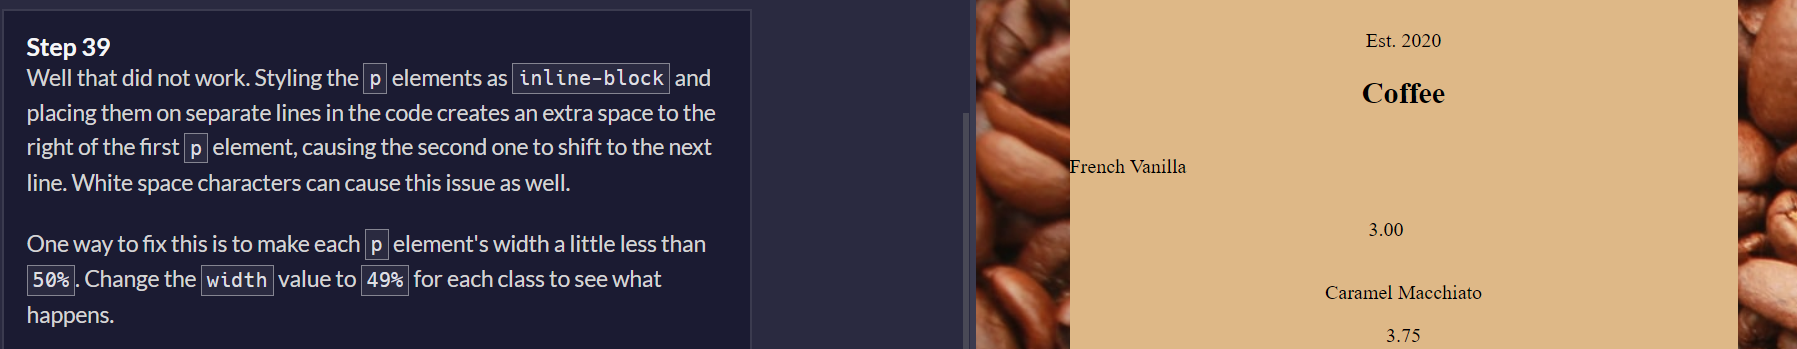 Step 39
Well that did not work. Styling the p elements as inline-block and
placing them on separate lines in the code creates an extra space to the
right of the first p element, causing the second one to shift to the next
line. White space characters can cause this issue as well.
One way to fix this is to make each p element's width a little less than
50%. Change the width value to 49% for each class to see what
happens.
Est. 2020
Coffee
French Vanilla
3.00
Caramel Macchiato
3.75